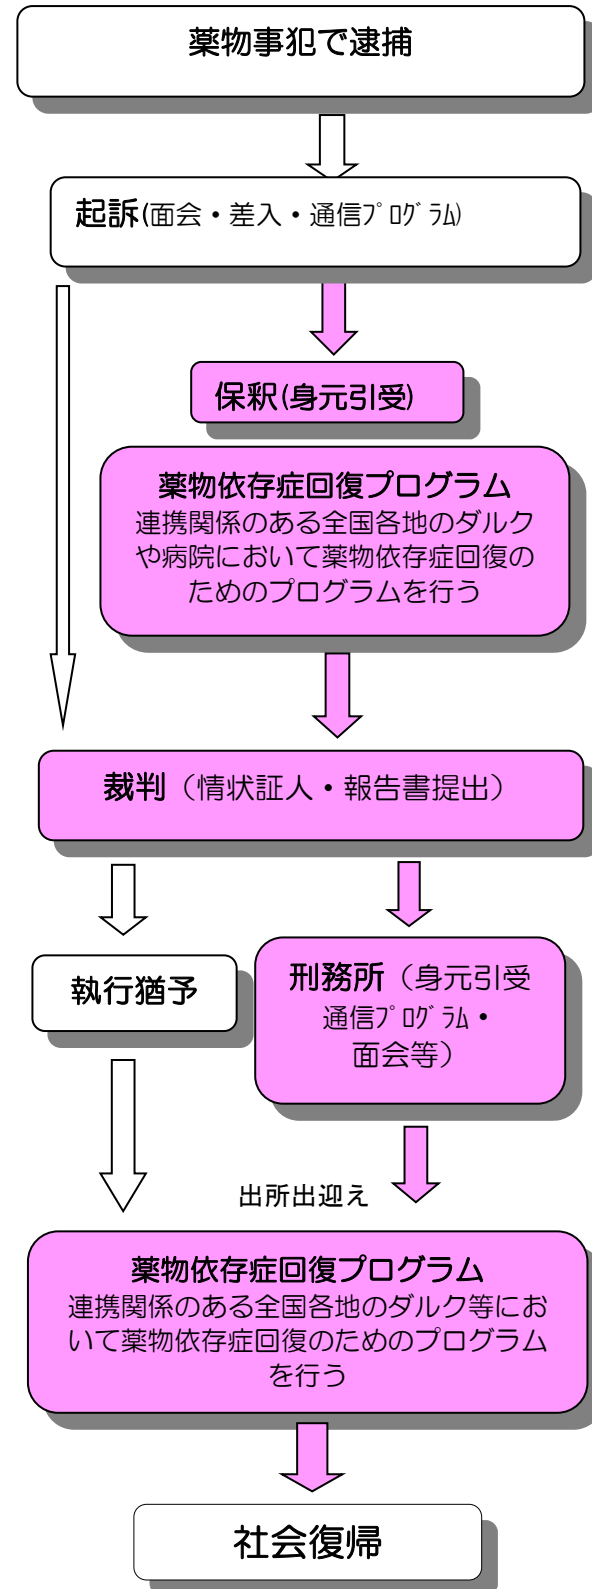 薬物事犯で逮捕
起訴(面会・差入・通信ﾌﾟﾛｸﾞﾗﾑ)
保釈(身元引受)
薬物依存症回復プログラム
連携関係のある全国各地のダルク
や病院において薬物依存症回復の
ためのプログラムを行う
裁判（情状証人・報告書提出）
執行猶予
刑務所（身元引受
通信ﾌﾟﾛｸﾞﾗﾑ・
面会等）
出所出迎え
薬物依存症回復プログラム
連携関係のある全国各地のダルク等にお
いて薬物依存症回復のためのプログラム
を行う
社会復帰